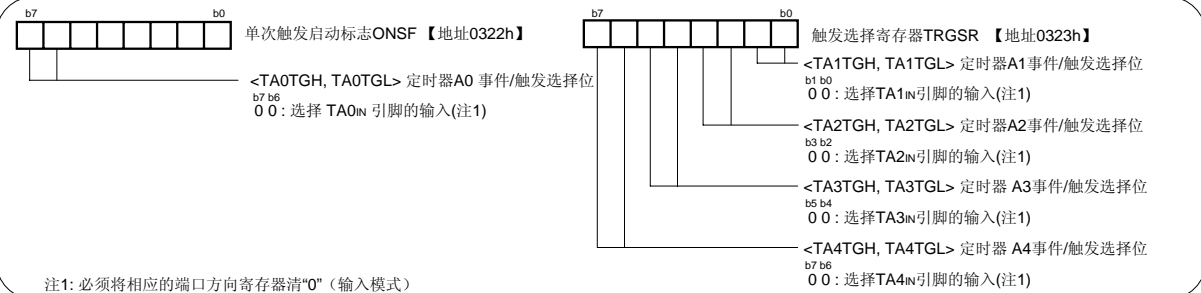 b7 b0
单次触发启动标志ONSF 【地址0322h】
<TA0TGH, TA0TGL> 定时器A0 事件/触发选择位
b7 b6
0 0 : 选择 TA0IN 引脚的输入(注1)
b7 b0
触发选择寄存器TRGSR 【地址0323h】
<TA1TGH, TA1TGL> 定时器A1事件/触发选择位
b1 b0
0 0 : 选择TA1IN引脚的输入(注1)
<TA2TGH, TA2TGL> 定时器A2事件/触发选择位
b3 b2
0 0 : 选择TA2IN引脚的输入(注1)
<TA3TGH, TA3TGL> 定时器 A3事件/触发选择位
b5 b4
0 0 : 选择TA3IN引脚的输入(注1)
<TA4TGH, TA4TGL> 定时器 A4事件/触发选择位
b7 b6
0 0 : 选择TA4IN引脚的输入(注1)
注1: 必须将相应的端口方向寄存器清“0”（输入模式）